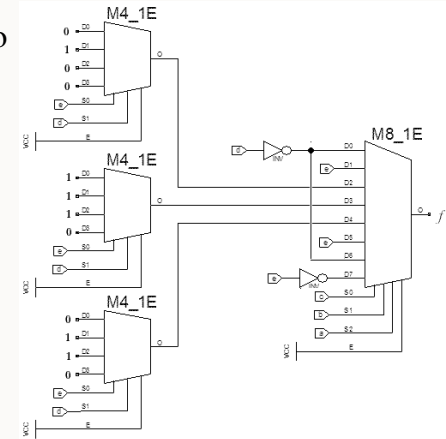 M4_1E
0 D0
1 D1
0 D2
0 D3
O
e S0
d S1
E
VCC
M4_1E
1 D0
1 D1
1 D2
0 D3
O
e S0
d S1
E
VCC
M4_1E
0 D0
1 D1
1 D2
0 D3
O
e S0
d S1
E
VCC
M8_1E
d INV D0
e D1
D2
D3
D4
e D5
D6
e INV D7
O f
c S0
b S1
a S2
E
VCC